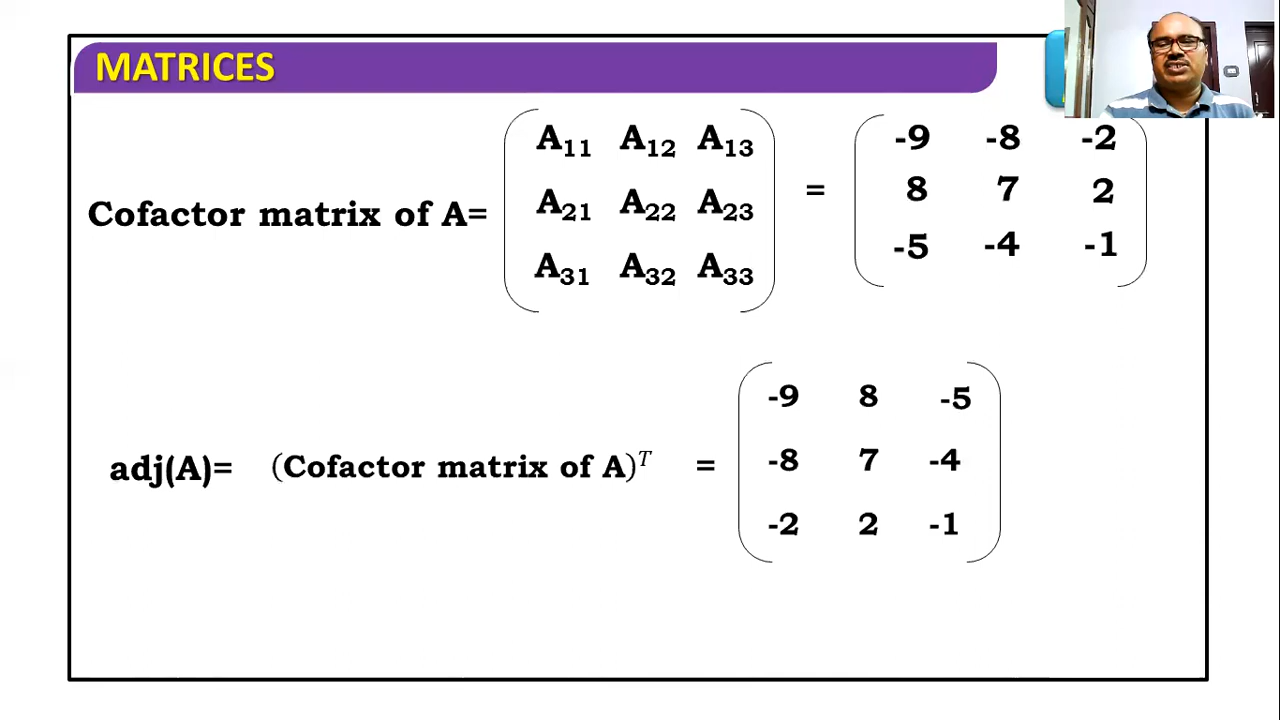 MATRICES
Cofactor matrix of A= A₁₁ A₁₂ A₁₃ = -9 -8 -2
A₂₁ A₂₂ A₂₃ 8 7 2
A₃₁ A₃₂ A₃₃ -5 -4 -1
adj(A)= (Cofactor matrix of A)ᵀ = -9 8 -5
-8 7 -4
-2 2 -1